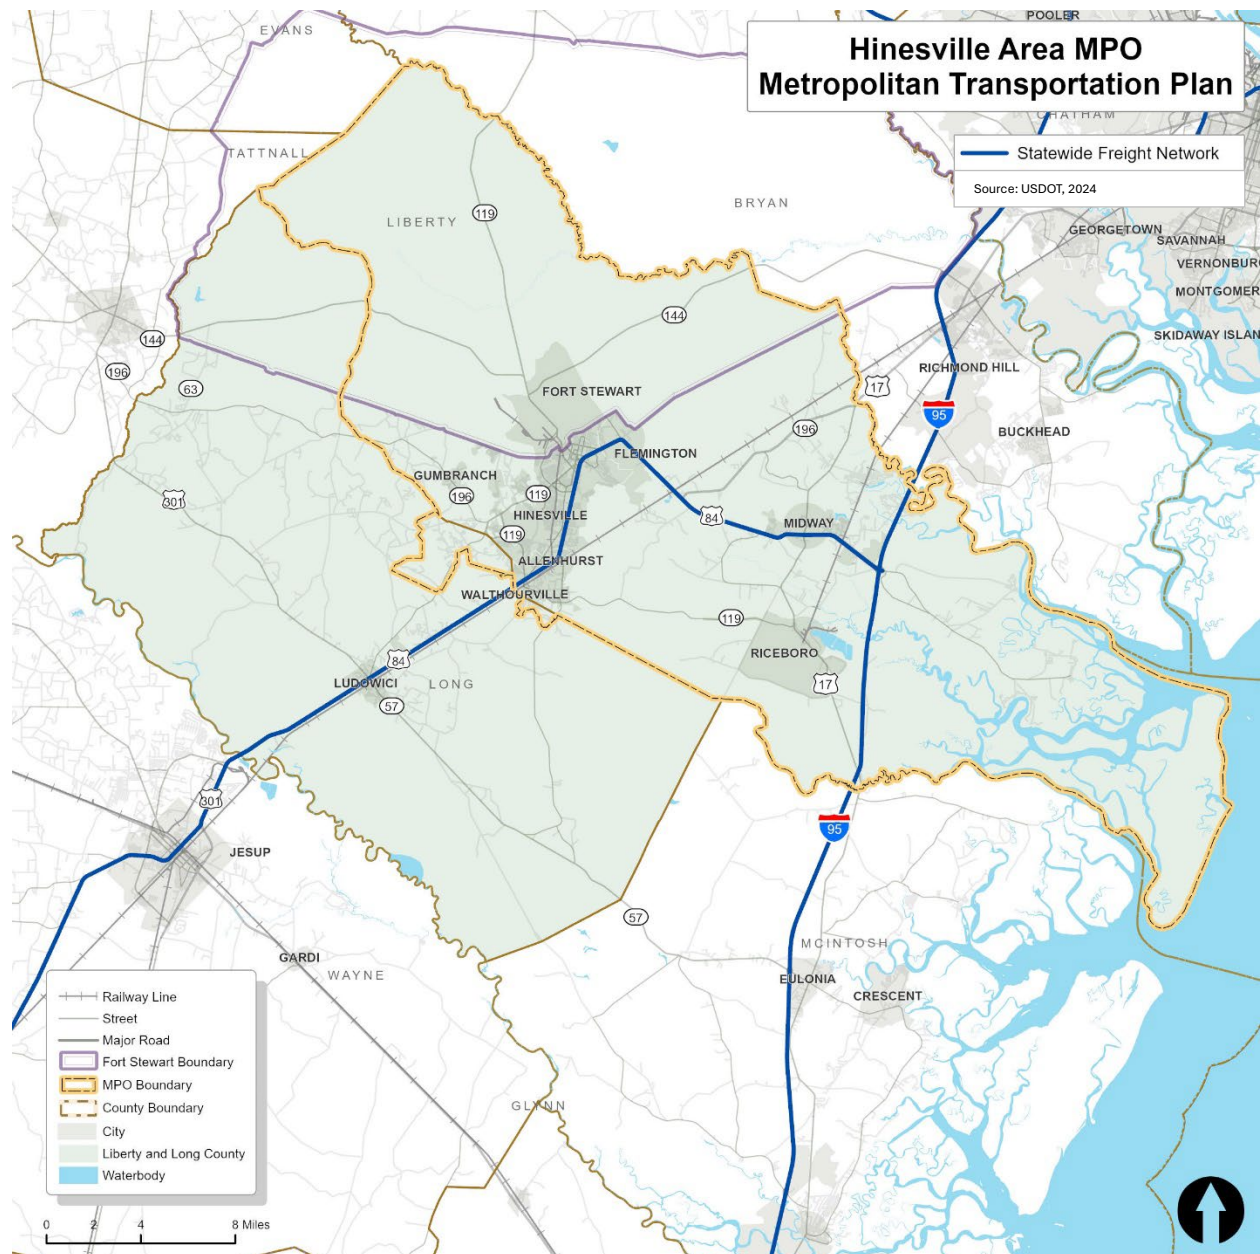 POOLER
EVANS
Hinesville Area MPO
Metropolitan Transportation Plan
CHATHAM
Statewide Freight Network
Source: USDOT, 2024
TATTNALL
BRYAN
LIBERTY
119
GEORGETOWN
SAVANNAH
VERNONBURG
MONTGOMER
SKIDAWAY ISLAN
144
144
196
63
17
RICHMOND HILL
FORT STEWART
95
196
BUCKHEAD
FLEMINGTON
GUMBRANCH
196
119
301
HINESVILLE
84
MIDWAY
119
ALLENHURST
WALTHOURVILLE
119
RICEBORO
84
LUDOWICI
LONG
17
57
301
95
JESUP
57
MCINTOSH
GARDI
WAYNE
EULONIA
CRESCENT
GLYNN
Railway Line
Street
Major Road
Fort Stewart Boundary
MPO Boundary
County Boundary
City
Liberty and Long County
Waterbody
0 2 4 8 Miles